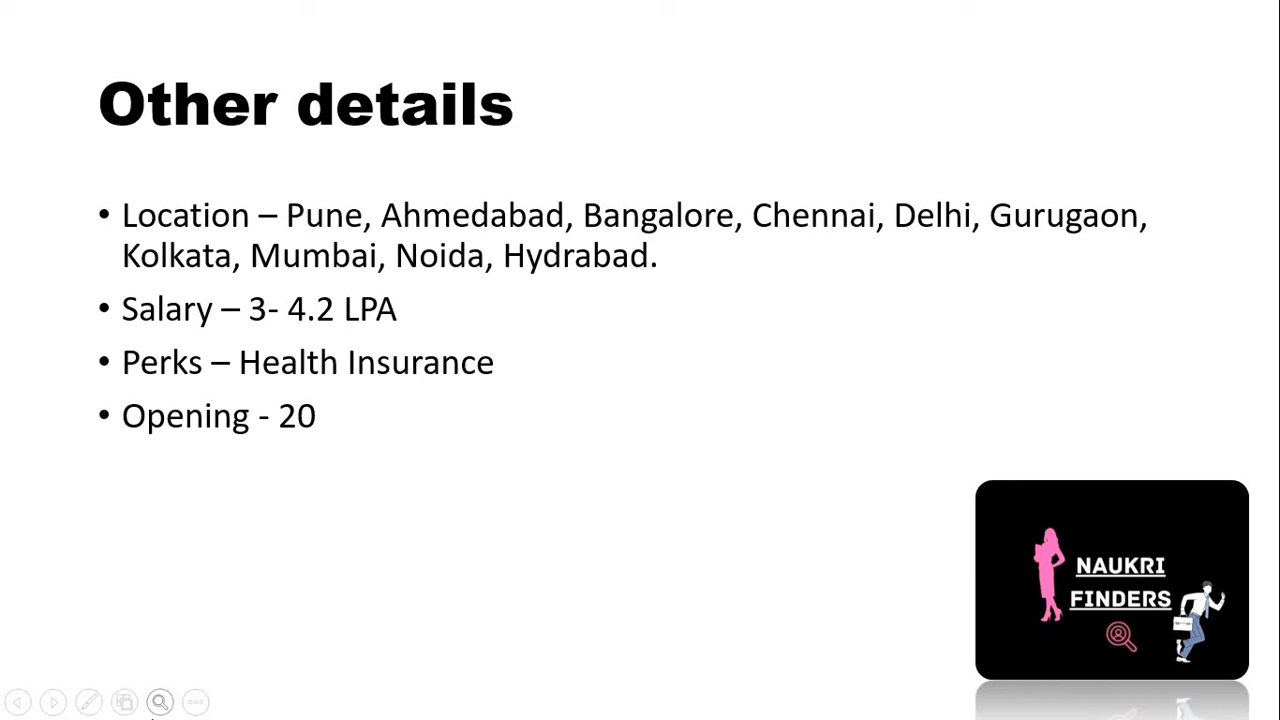 Other details
• Location – Pune, Ahmedabad, Bangalore, Chennai, Delhi, Gurugaon,
Kolkata, Mumbai, Noida, Hydrabad.
• Salary – 3- 4.2 LPA
• Perks – Health Insurance
• Opening - 20
NAUKRI
FINDERS